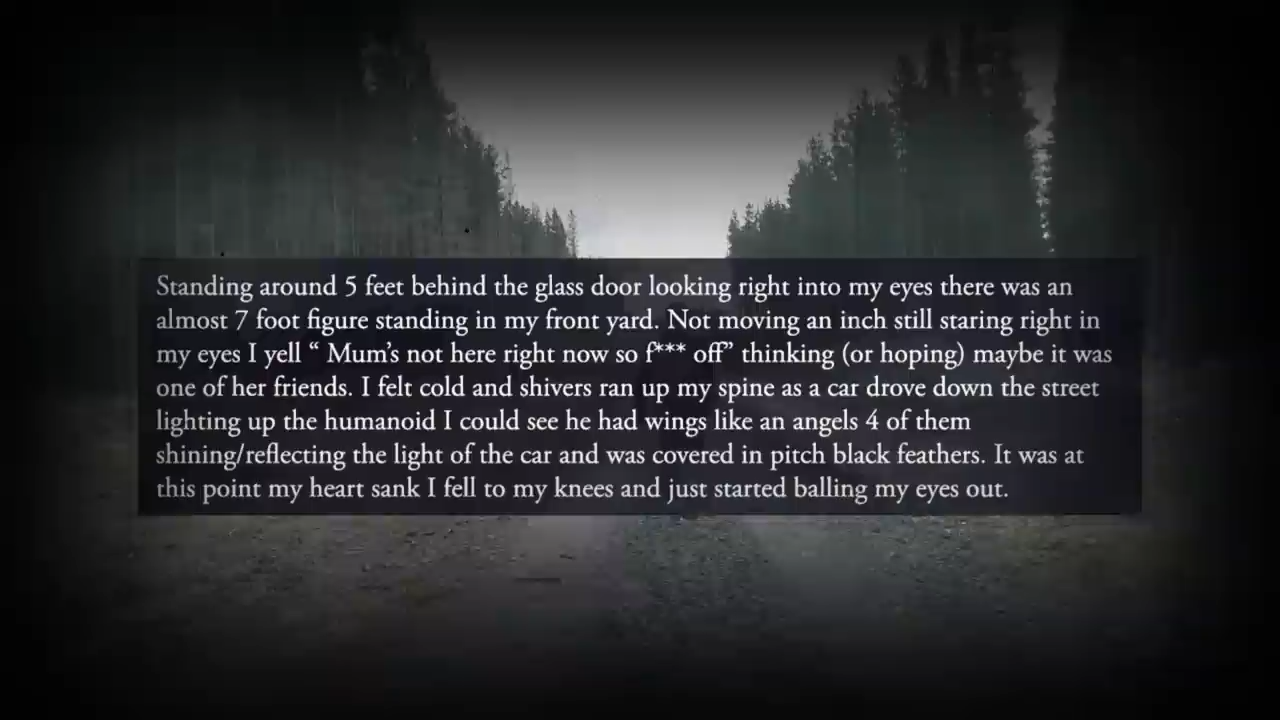 Standing around 5 feet behind the glass door looking right into my eyes there was an
almost 7 foot figure standing in my front yard. Not moving an inch still staring right in
my eyes I yell “ Mum’s not here right now so f*** off” thinking (or hoping) maybe it was
one of her friends. I felt cold and shivers ran up my spine as a car drove down the street
lighting up the humanoid I could see he had wings like an angels 4 of them
shining/reflecting the light of the car and was covered in pitch black feathers. It was at
this point my heart sank I fell to my knees and just started balling my eyes out.